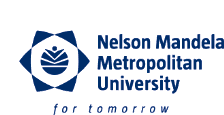 Nelson Mandela
Metropolitan
University
for tomorrow